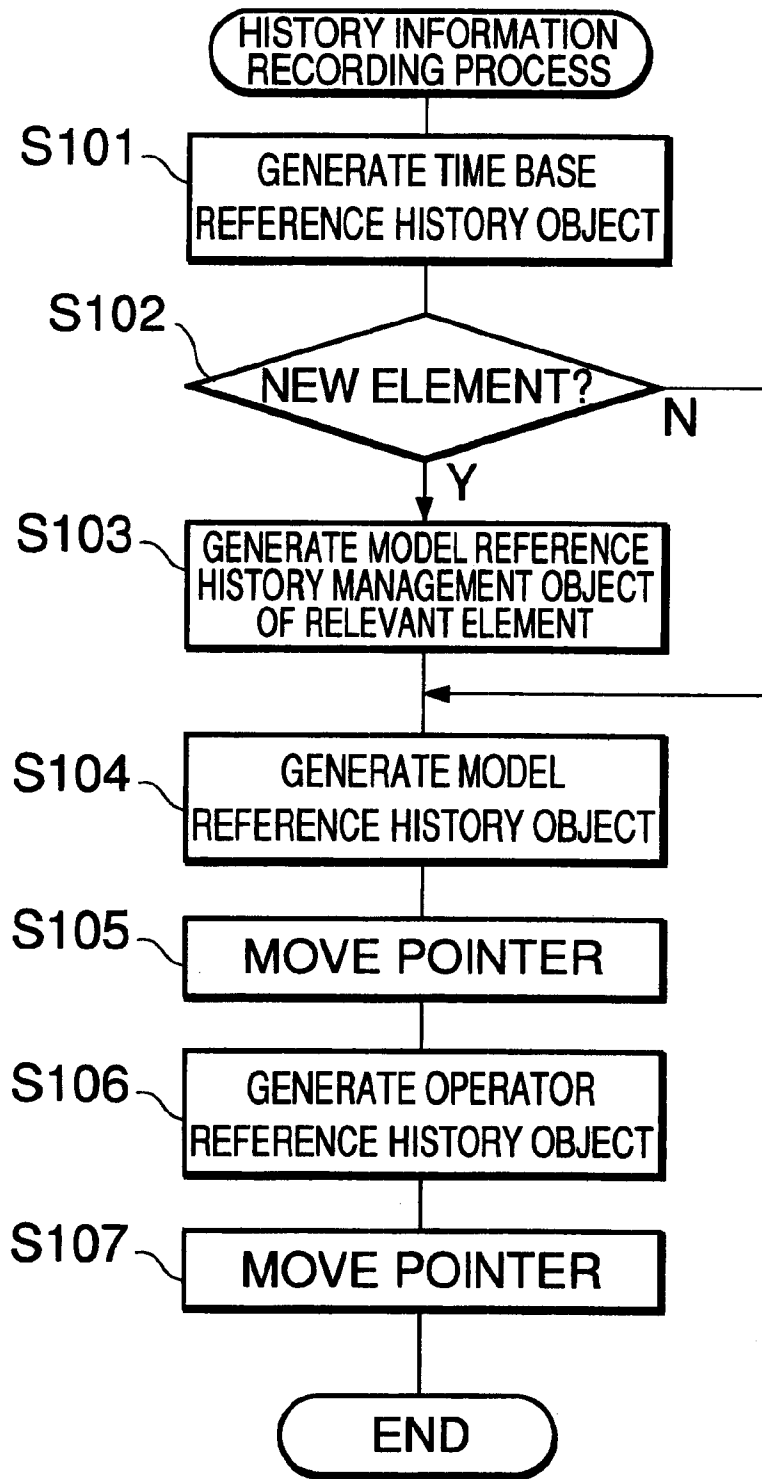 HISTORY INFORMATION
RECORDING PROCESS
S101
GENERATE TIME BASE
REFERENCE HISTORY OBJECT
S102
NEW ELEMENT?
N
Y
S103
GENERATE MODEL REFERENCE
HISTORY MANAGEMENT OBJECT
OF RELEVANT ELEMENT
S104
GENERATE MODEL
REFERENCE HISTORY OBJECT
S105
MOVE POINTER
S106
GENERATE OPERATOR
REFERENCE HISTORY OBJECT
S107
MOVE POINTER
END